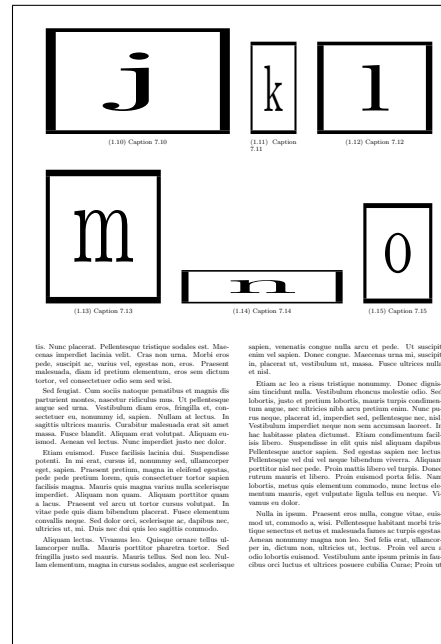 j
k
l
(1.10) Caption 7.10
(1.11) Caption
7.11
(1.12) Caption 7.12
m
n
o
(1.13) Caption 7.13
(1.14) Caption 7.14
(1.15) Caption 7.15
tis. Nunc placerat. Pellentesque tristique sodales est. Mae-
cenas imperdiet lacinia velit. Cras non urna. Morbi eros
pede, suscipit ac, varius vel, egestas non, eros. Praesent
malesuada, diam id pretium elementum, eros sem dictum
tortor, vel consectetuer odio sem sed wisi.
Sed feugiat. Cum sociis natoque penatibus et magnis dis
parturient montes, nascetur ridiculus mus. Ut pellentesque
augue sed urna. Vestibulum diam eros, fringilla et, con-
sectetuer eu, nonummy id, sapien. Nullam at lectus. In
sagittis ultrices mauris. Curabitur malesuada erat sit amet
massa. Fusce blandit. Aliquam erat volutpat. Aliquam eu-
ismod. Aenean vel lectus. Nunc imperdiet justo nec dolor.
Etiam euismod. Fusce facilisis lacinia dui. Suspendisse
potenti. In mi erat, cursus id, nonummy sed, ullamcorper
eget, sapien. Praesent pretium, magna in eleifend egestas,
pede pede pretium lorem, quis consectetuer tortor sapien
facilisis magna. Mauris quis magna varius nulla scelerisque
imperdiet. Aliquam non quam. Aliquam porttitor quam
a lacus. Praesent vel arcu ut tortor cursus volutpat. In
vitae pede quis diam bibendum placerat. Fusce elementum
convallis neque. Sed dolor orci, scelerisque ac, dapibus nec,
ultricies ut, mi. Duis nec dui quis leo sagittis commodo.
Aliquam lectus. Vivamus leo. Quisque ornare tellus ul-
lamcorper nulla. Mauris porttitor pharetra tortor. Sed
fringilla justo sed mauris. Mauris tellus. Sed non leo. Nul-
lam elementum, magna in cursus sodales, augue est scelerisque
sapien, venenatis congue nulla arcu et pede. Ut suscipit
enim vel sapien. Donec congue. Maecenas urna mi, suscipit
in, placerat ut, vestibulum ut, massa. Fusce ultrices nulla
et nisl.
Etiam ac leo a risus tristique nonummy. Donec dignis-
sim tincidunt nulla. Vestibulum rhoncus molestie odio. Sed
lobortis, justo et pretium lobortis, mauris turpis condimen-
tum augue, nec ultricies nibh arcu pretium enim. Nunc pu-
rus neque, placerat id, imperdiet sed, pellentesque nec, nisl.
Vestibulum imperdiet neque non sem accumsan laoreet. In
hac habitasse platea dictumst. Etiam condimentum facil-
isis libero. Suspendisse in elit quis nisl aliquam dapibus.
Pellentesque auctor sapien. Sed egestas sapien nec lectus.
Pellentesque vel dui vel neque bibendum viverra. Aliquam
porttitor nisl nec pede. Proin mattis libero vel turpis. Donec
rutrum mauris et libero. Proin euismod porta felis. Nam
lobortis, metus quis elementum commodo, nunc lectus ele-
mentum mauris, eget vulputate ligula tellus eu neque. Vi-
vamus eu dolor.
Nulla in ipsum. Praesent eros nulla, congue vitae, euis-
mod ut, commodo a, wisi. Pellentesque habitant morbi tris-
tique senectus et netus et malesuada fames ac turpis egestas.
Aenean nonummy magna non leo. Sed felis erat, ullamcor-
per in, dictum non, ultricies ut, lectus. Proin vel arcu a
odio lobortis euismod. Vestibulum ante ipsum primis in fau-
cibus orci luctus et ultrices posuere cubilia Curae; Proin ut